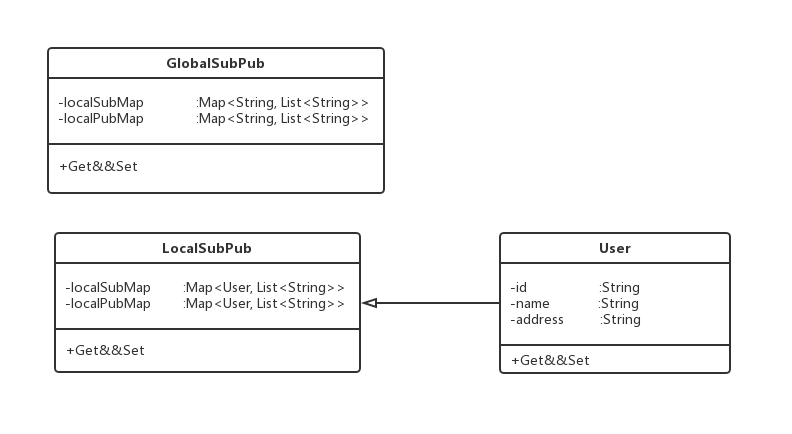 GlobalSubPub
-localSubMap :Map<String, List<String>>
-localPubMap :Map<String, List<String>>
+Get&&Set
LocalSubPub
-localSubMap :Map<User, List<String>>
-localPubMap :Map<User, List<String>>
+Get&&Set
User
-id :String
-name :String
-address :String
+Get&&Set